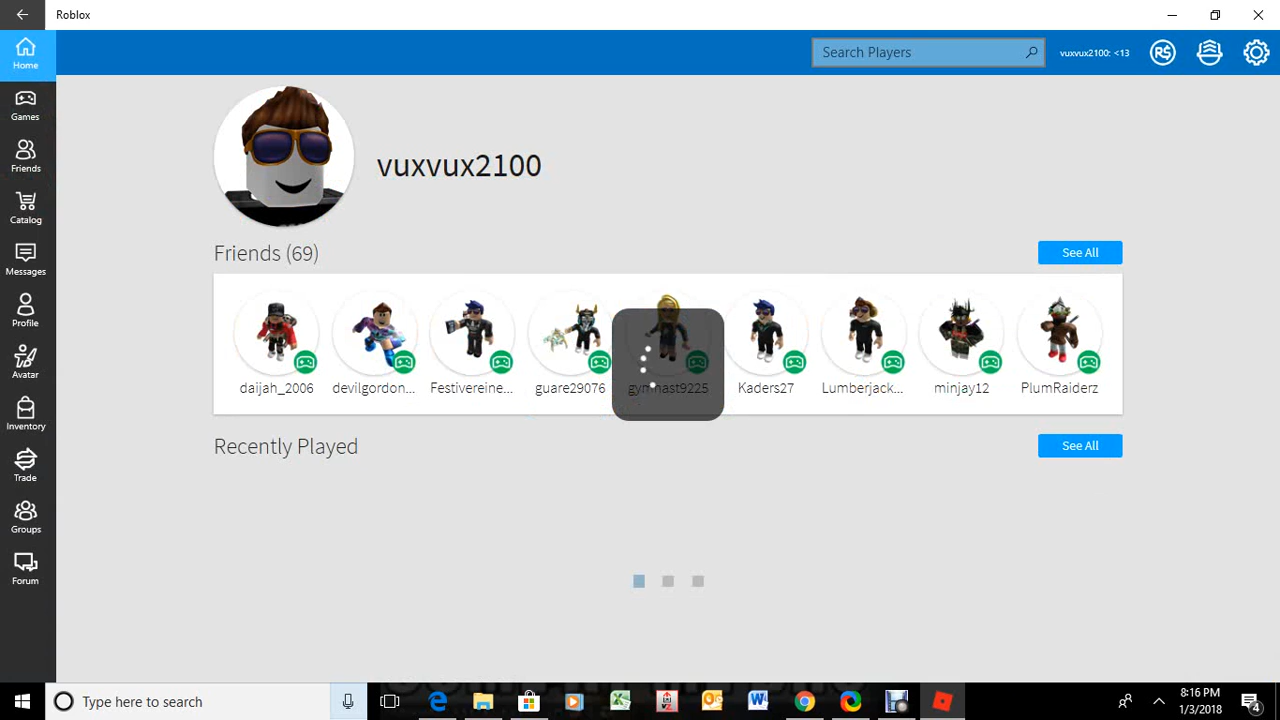 Roblox
Home
Search Players
vuxvux2100: <13
R$
Games
Friends
Catalog
Messages
Profile
Avatar
Inventory
Trade
Groups
Forum
vuxvux2100
Friends (69)
See All
daijah_2006
devilgordon...
Festivereine...
guare29076
gymnast9225
Kaders27
Lumberjack...
minjay12
PlumRaiderz
Recently Played
See All
Type here to search
8:16 PM
1/3/2018
4